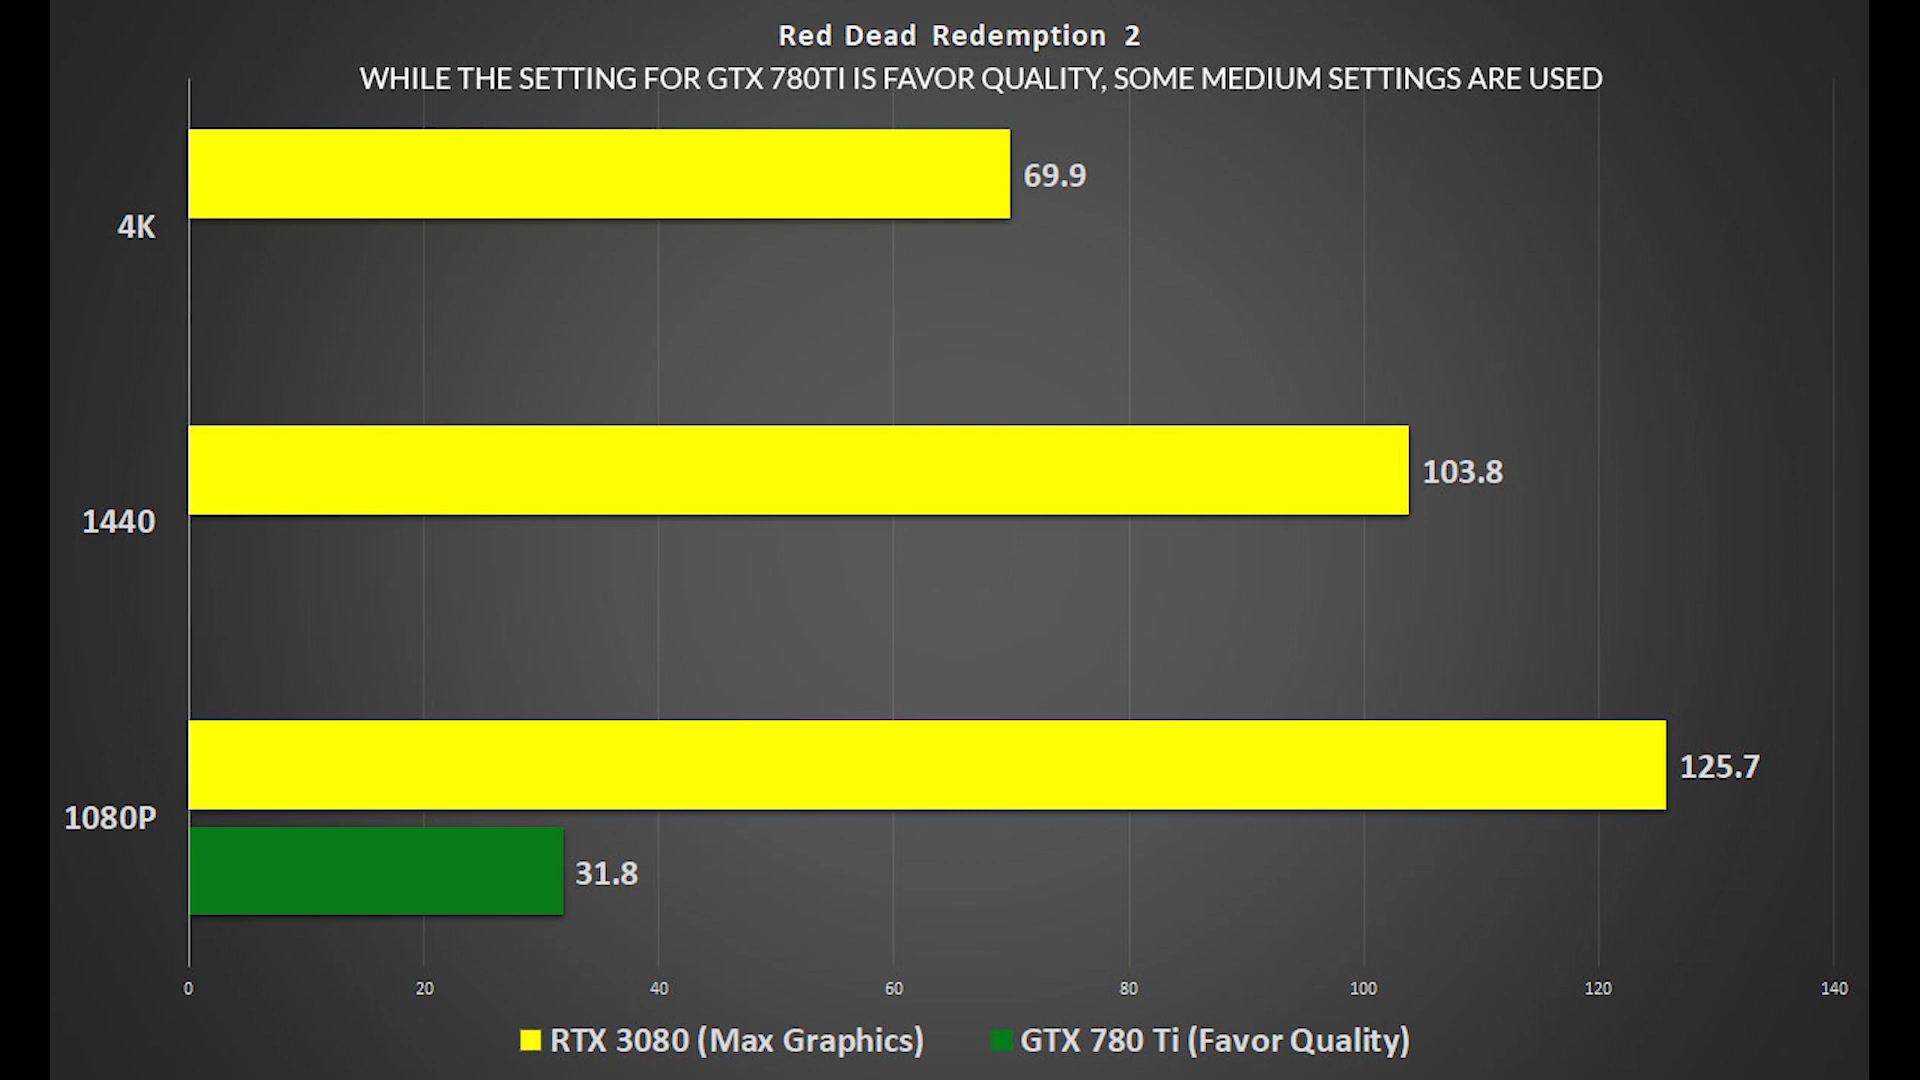 Red Dead Redemption 2
WHILE THE SETTING FOR GTX 780TI IS FAVOR QUALITY, SOME MEDIUM SETTINGS ARE USED
69.9
4K
103.8
1440
125.7
1080P
31.8
0 20 40 60 80 100 120 140
RTX 3080 (Max Graphics) GTX 780 Ti (Favor Quality)